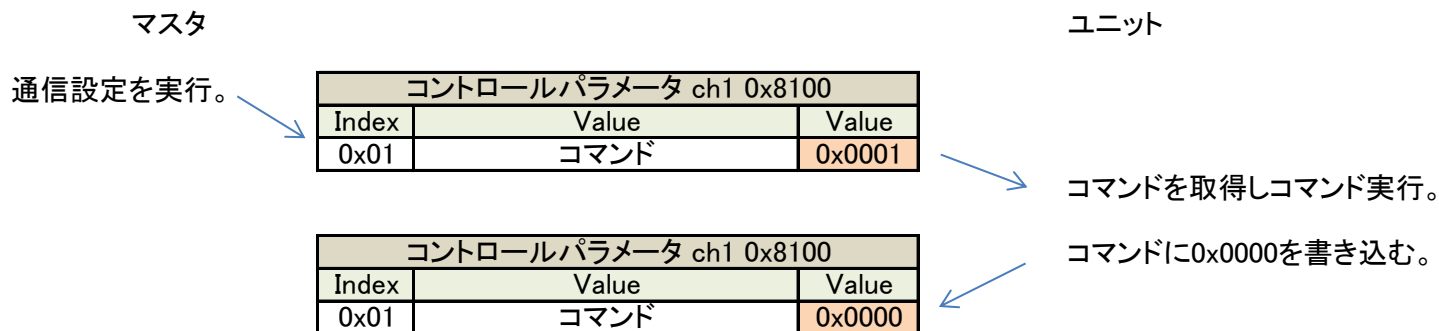 マスタ ユニット
通信設定を実行。
コントロールパラメータ ch1 0x8100
Index Value Value
0x01 コマンド 0x0001
コマンドを取得しコマンド実行。
コントロールパラメータ ch1 0x8100
コマンドに0x0000を書き込む。
Index Value Value
0x01 コマンド 0x0000